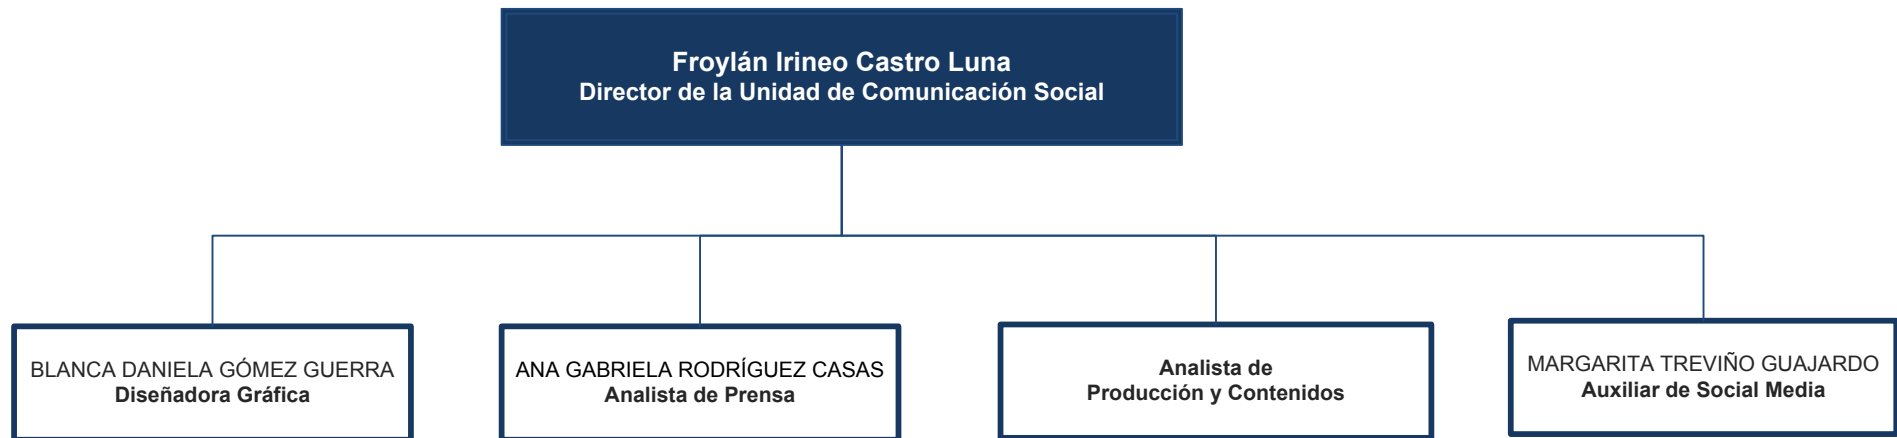 Froylán Irineo Castro Luna
Director de la Unidad de Comunicación Social
BLANCA DANIELA GÓMEZ GUERRA
Diseñadora Gráfica
ANA GABRIELA RODRÍGUEZ CASAS
Analista de Prensa
Analista de
Producción y Contenidos
MARGARITA TREVIÑO GUAJARDO
Auxiliar de Social Media